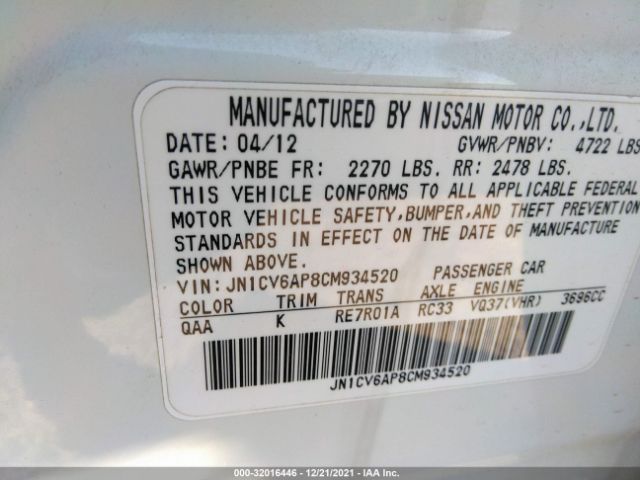 MANUFACTURED BY NISSAN MOTOR CO.,LTD.
DATE: 04/12 GVWR/PNBV: 4722 LBS
GAWR/PNBE FR: 2270 LBS. RR: 2478 LBS.
THIS VEHICLE CONFORMS TO ALL APPLICABLE FEDERAL
MOTOR VEHICLE SAFETY,BUMPER,AND THEFT PREVENTION
STANDARDS IN EFFECT ON THE DATE OF MANUFACTURE
SHOWN ABOVE.
VIN: JN1CV6AP8CM934520 PASSENGER CAR
COLOR TRIM TRANS AXLE ENGINE
QAA K RE7R01A RC33 VQ37(VHR) 3696CC
JN1CV6AP8CM934520
000-32016446 - 12/21/2021 - IAA Inc.